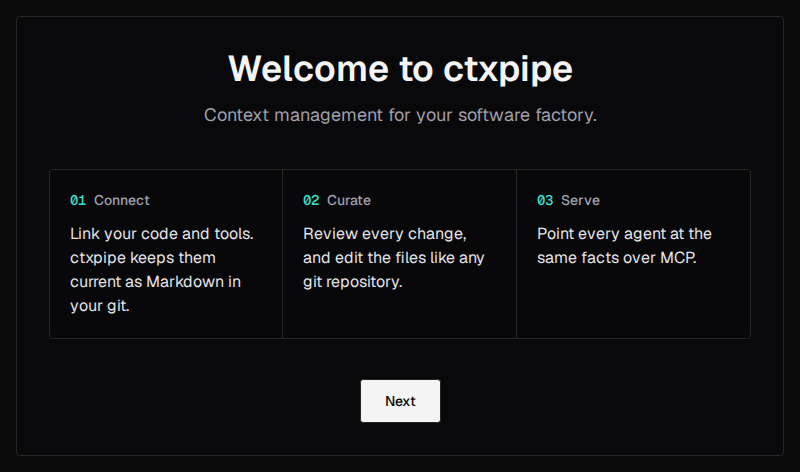 Welcome to ctxpipe
Context management for your software factory.
01 Connect
Link your code and tools.
ctxpipe keeps them
current as Markdown in
your git.
02 Curate
Review every change,
and edit the files like any
git repository.
03 Serve
Point every agent at the
same facts over MCP.
Next